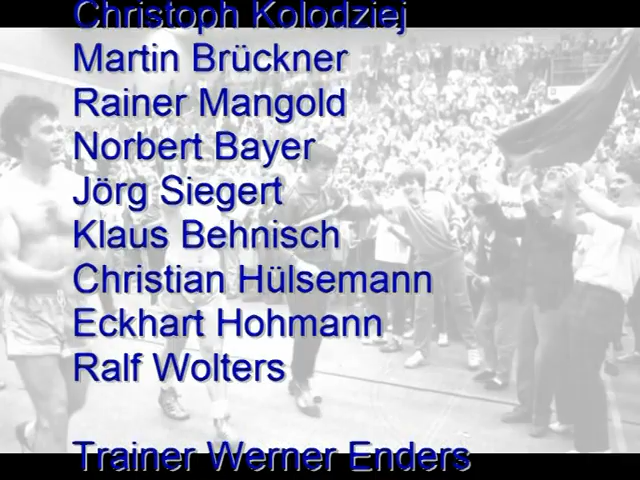 Christoph Kolodziej
Martin Brückner
Rainer Mangold
Norbert Bayer
Jörg Siegert
Klaus Behnisch
Christian Hülsemann
Eckhart Hohmann
Ralf Wolters
Trainer Werner Enders